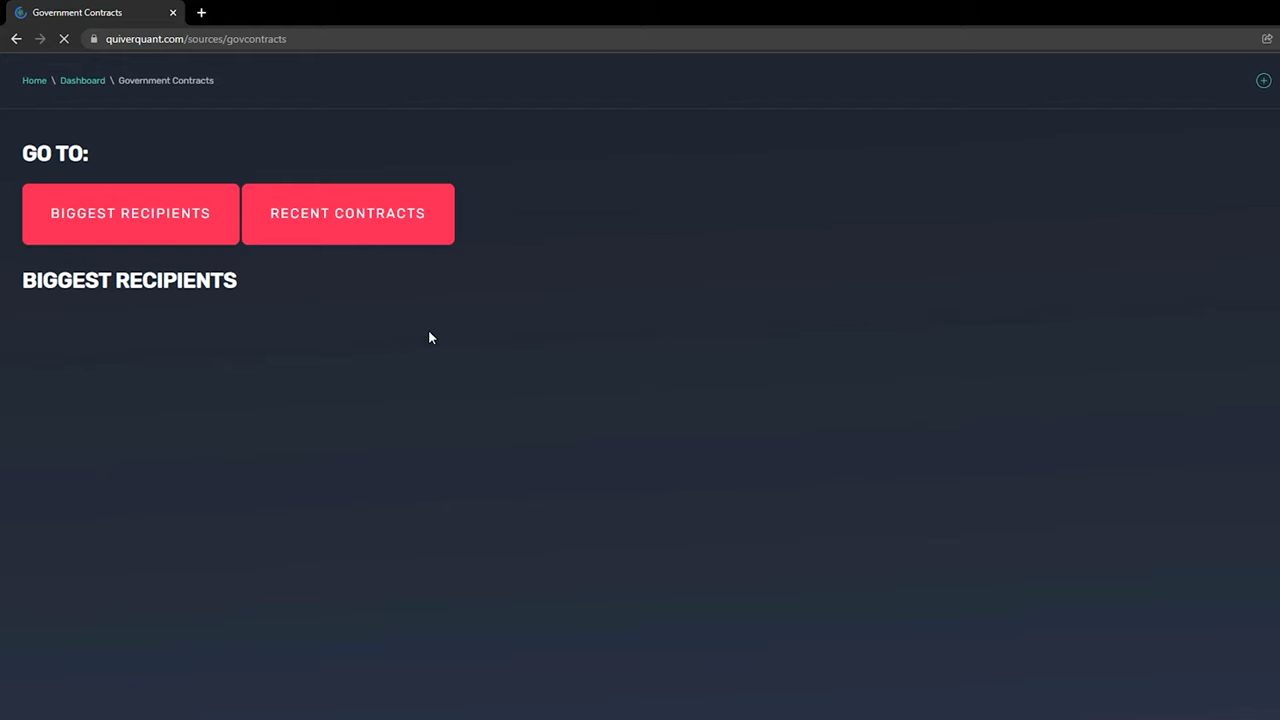 Government Contracts
quiverquant.com/sources/govcontracts
Home \ Dashboard \ Government Contracts
GO TO:
BIGGEST RECIPIENTS RECENT CONTRACTS
BIGGEST RECIPIENTS